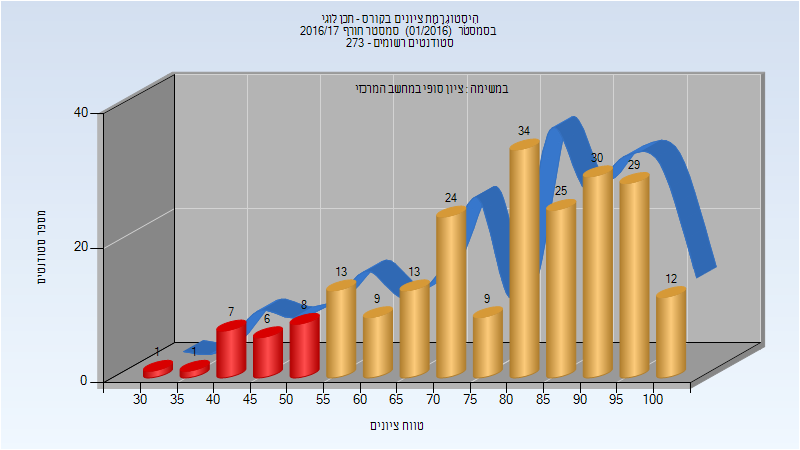 היסטוגרמת ציונים בקורס - תכן לוגי
בסמסטר (01/2016) סמסטר חורף 2016/17
סטודנטים רשומים - 273
במשימה : ציון סופי במחשב המרכזי
מספר סטודנטים
40
20
0
1
1
7
6
8
13
9
13
24
9
34
25
30
29
12
30 35 40 45 50 55 60 65 70 75 80 85 90 95 100
טווח ציונים